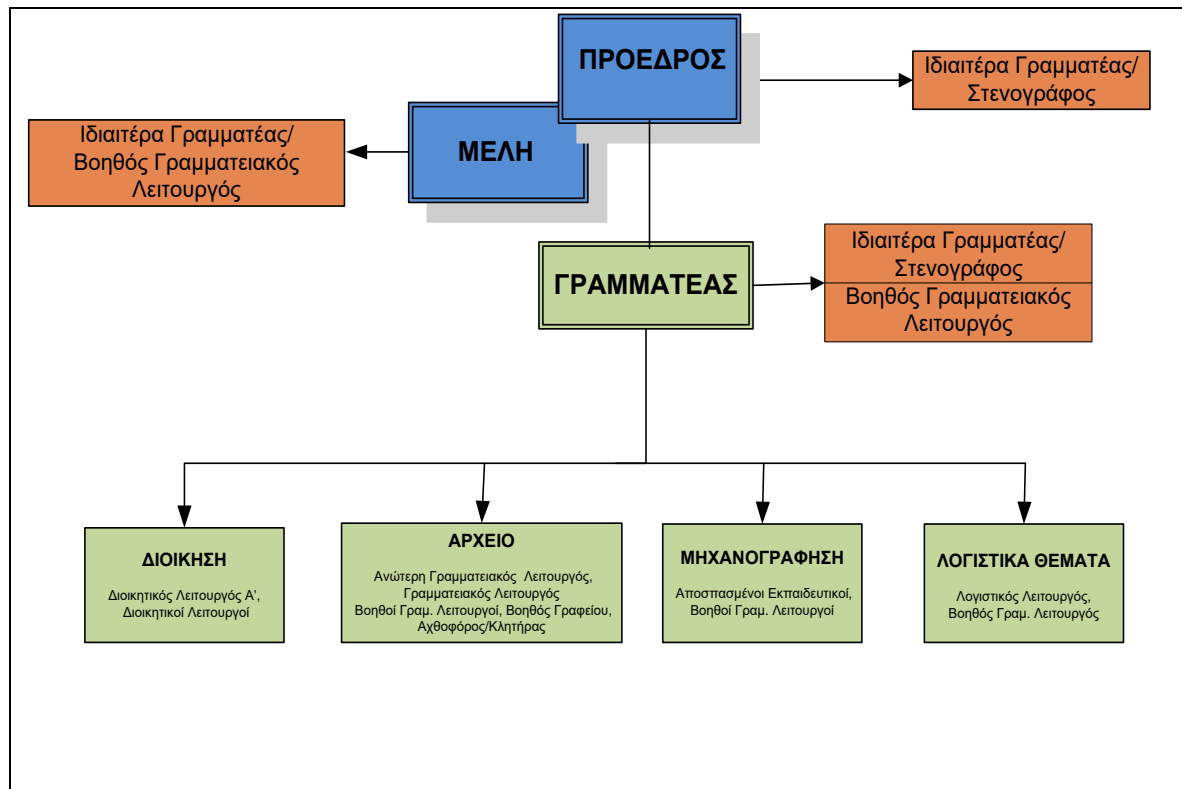 ΠΡΟΕΔΡΟΣ
Ιδιαιτέρα Γραμματέας/
Στενογράφος
ΜΕΛΗ
Ιδιαιτέρα Γραμματέας/
Βοηθός Γραμματειακός
Λειτουργός
ΓΡΑΜΜΑΤΕΑΣ
Ιδιαιτέρα Γραμματέας/
Στενογράφος
Βοηθός Γραμματειακός
Λειτουργός
ΔΙΟΙΚΗΣΗ
Διοικητικός Λειτουργός Α',
Διοικητικοί Λειτουργοί
ΑΡΧΕΙΟ
Ανώτερη Γραμματειακός Λειτουργός,
Γραμματειακός Λειτουργός
Βοηθοί Γραμ. Λειτουργοί, Βοηθός Γραφείου,
Αχθοφόρος/Κλητήρας
ΜΗΧΑΝΟΓΡΑΦΗΣΗ
Αποσπασμένοι Εκπαιδευτικοί,
Βοηθοί Γραμ. Λειτουργοί
ΛΟΓΙΣΤΙΚΑ ΘΕΜΑΤΑ
Λογιστικός Λειτουργός,
Βοηθός Γραμ. Λειτουργός